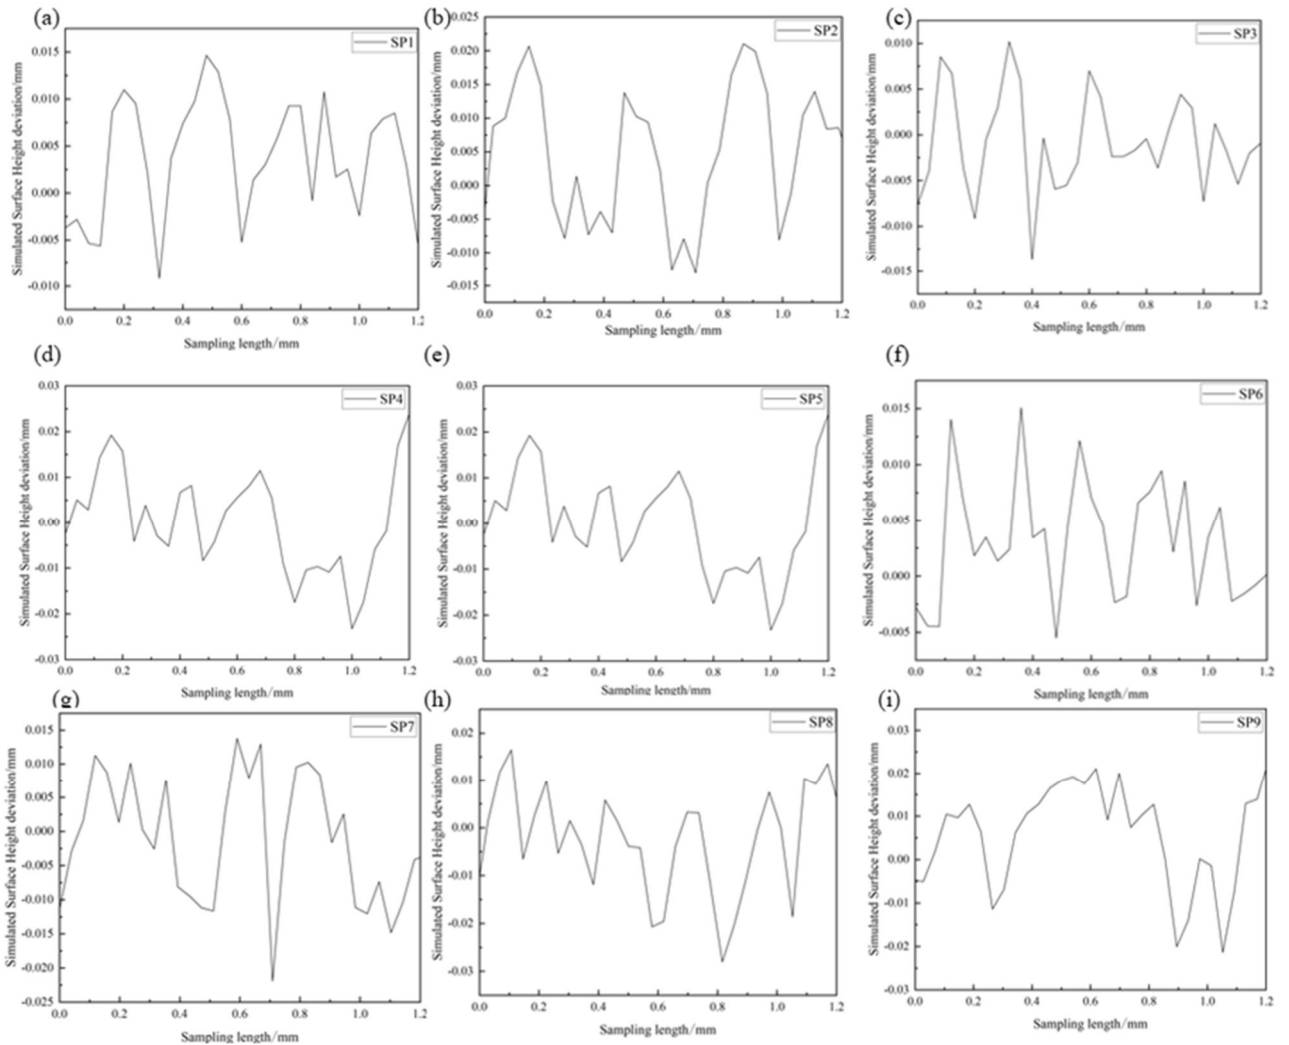 (a)
SP1
Simulated Surface Height deviation/mm
0.015
0.010
0.005
0.000
-0.005
-0.010
0.0 0.2 0.4 0.6 0.8 1.0 1.2
Sampling length/mm
(b)
SP2
Simulated Surface Height deviation/mm
0.025
0.020
0.015
0.010
0.005
0.000
-0.005
-0.010
-0.015
0.0 0.2 0.4 0.6 0.8 1.0 1.2
Sampling length/mm
(c)
SP3
Simulated Surface Height deviation/mm
0.010
0.005
0.000
-0.005
-0.010
-0.015
0.0 0.2 0.4 0.6 0.8 1.0 1.2
Sampling length/mm
(d)
SP4
Simulated Surface Height deviation/mm
0.03
0.02
0.01
0.00
-0.01
-0.02
-0.03
0.0 0.2 0.4 0.6 0.8 1.0 1.2
Sampling length/mm
(e)
SP5
Simulated Surface Height deviation/mm
0.03
0.02
0.01
0.00
-0.01
-0.02
-0.03
0.0 0.2 0.4 0.6 0.8 1.0 1.2
Sampling length/mm
(f)
SP6
Simulated Surface Height deviation/mm
0.015
0.010
0.005
0.000
-0.005
0.0 0.2 0.4 0.6 0.8 1.0 1.2
Sampling length/mm
(g)
SP7
Simulated Surface Height deviation/mm
0.015
0.010
0.005
0.000
-0.005
-0.010
-0.015
-0.020
-0.025
0.0 0.2 0.4 0.6 0.8 1.0 1.2
Sampling length/mm
(h)
SP8
Simulated Surface Height deviation/mm
0.02
0.01
0.00
-0.01
-0.02
-0.03
0.0 0.2 0.4 0.6 0.8 1.0 1.2
Sampling length/mm
(i)
SP9
Simulated Surface Height deviation/mm
0.03
0.02
0.01
0.00
-0.01
-0.02
-0.03
0.0 0.2 0.4 0.6 0.8 1.0 1.2
Sampling length/mm